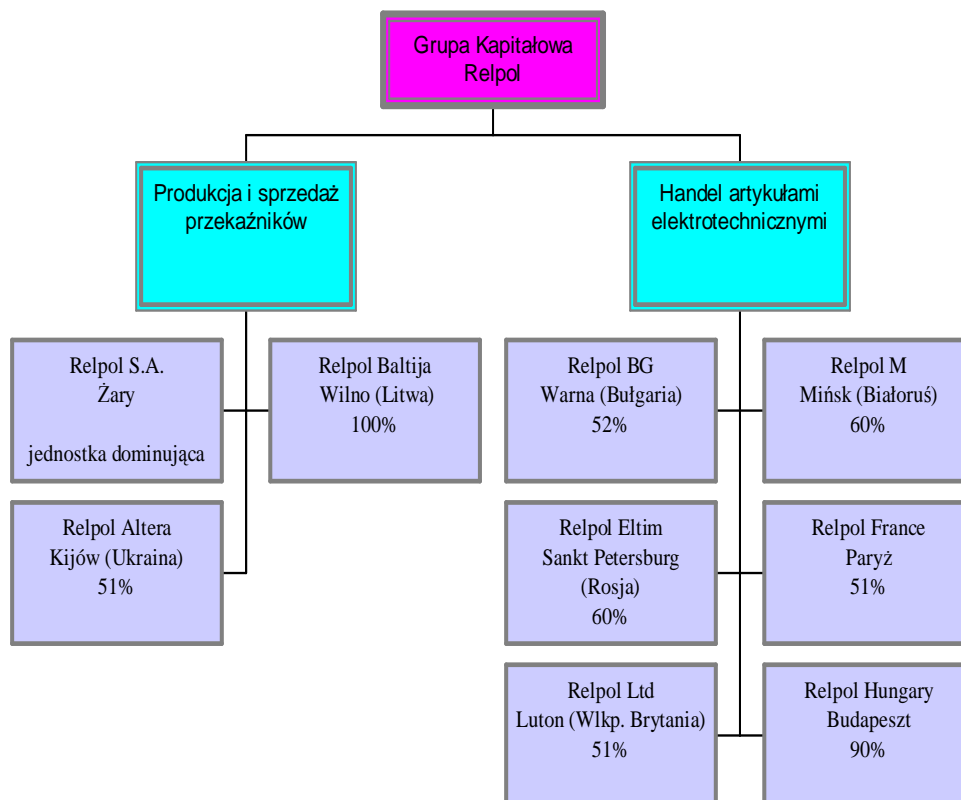 Grupa Kapitałowa
Relpol
Produkcja i sprzedaż
przekaźników
Handel artykułami
elektrotechnicznymi
Relpol S.A.
Żary
jednostka dominująca
Relpol Baltija
Wilno (Litwa)
100%
Relpol BG
Warna (Bułgaria)
52%
Relpol M
Mińsk (Białoruś)
60%
Relpol Altera
Kijów (Ukraina)
51%
Relpol Eltim
Sankt Petersburg
(Rosja)
60%
Relpol France
Paryż
51%
Relpol Ltd
Luton (Wlkp. Brytania)
51%
Relpol Hungary
Budapeszt
90%